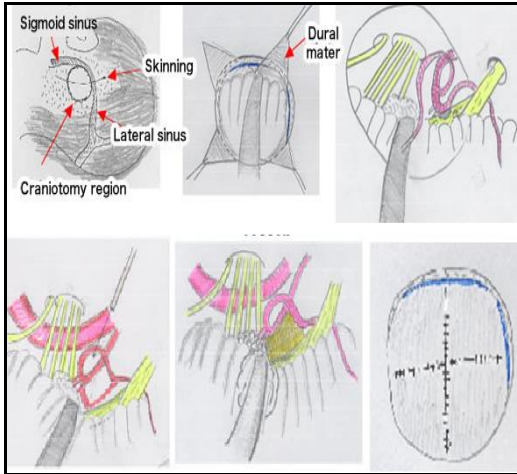 Sigmoid sinus
Skinning
Lateral sinus
Craniotomy region
Dural
mater